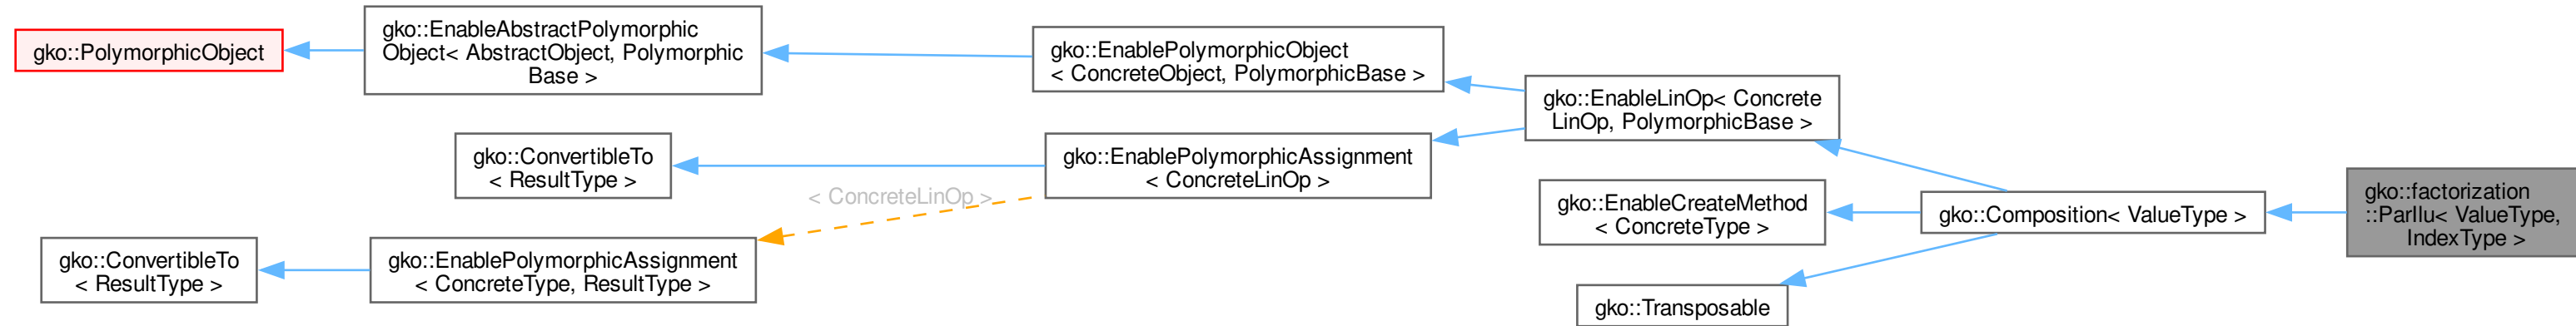 gko::PolymorphicObject
gko::EnableAbstractPolymorphic
Object< AbstractObject, Polymorphic
Base >
gko::EnablePolymorphicObject
< ConcreteObject, PolymorphicBase >
gko::EnableLinOp< Concrete
LinOp, PolymorphicBase >
gko::ConvertibleTo
< ResultType >
gko::EnablePolymorphicAssignment
< ConcreteLinOp >
< ConcreteLinOp >
gko::ConvertibleTo
< ResultType >
gko::EnablePolymorphicAssignment
< ConcreteType, ResultType >
gko::EnableCreateMethod
< ConcreteType >
gko::Transposable
gko::Composition< ValueType >
gko::factorization
::ParIlu< ValueType,
IndexType >